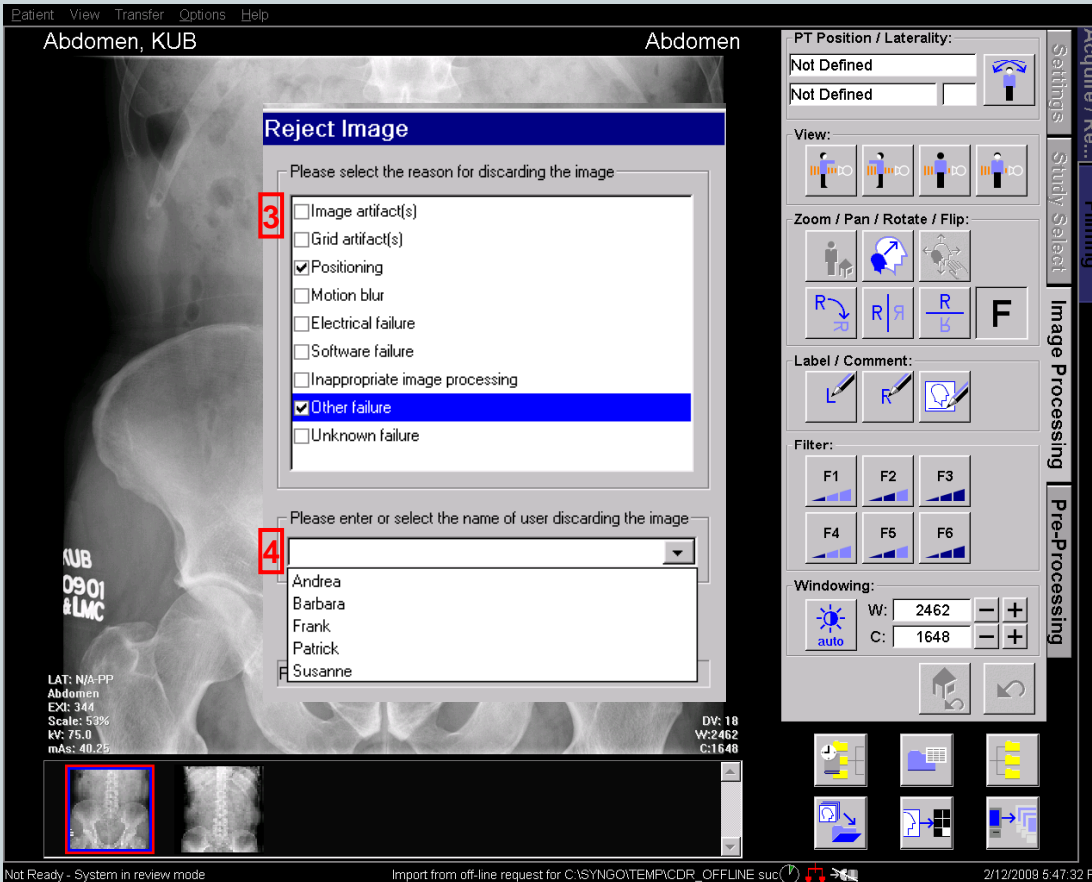 Patient View Transfer Options Help
Abdomen, KUB
Abdomen
Reject Image
Please select the reason for discarding the image
3
Image artifact(s)
Grid artifact(s)
Positioning
Motion blur
Electrical failure
Software failure
Inappropriate image processing
Other failure
Unknown failure
Please enter or select the name of user discarding the image
4
Andrea
Barbara
Frank
Patrick
Susanne
KUB
0901
&LMC
LAT: N/A-PP
Abdomen
EXI: 344
Scale: 53%
kV: 75.0
mAs: 40.25
DV: 18
W:2462
C:1648
PT Position / Laterality:
Not Defined
Not Defined
View:
Zoom / Pan / Rotate / Flip:
R R
R R
R R
F
Label / Comment:
L
R
Filter:
F1 F2 F3
F4 F5 F6
Windowing:
auto
W: 2462 - +
C: 1648 - +
Settings
Study Select
Image Processing
Pre-Processing
Acquire / Re...
Filming
Not Ready - System in review mode
Import from off-line request for C:\SYNGO\TEMP\CDR_OFFLINE suc
2/12/2009 5:47:32